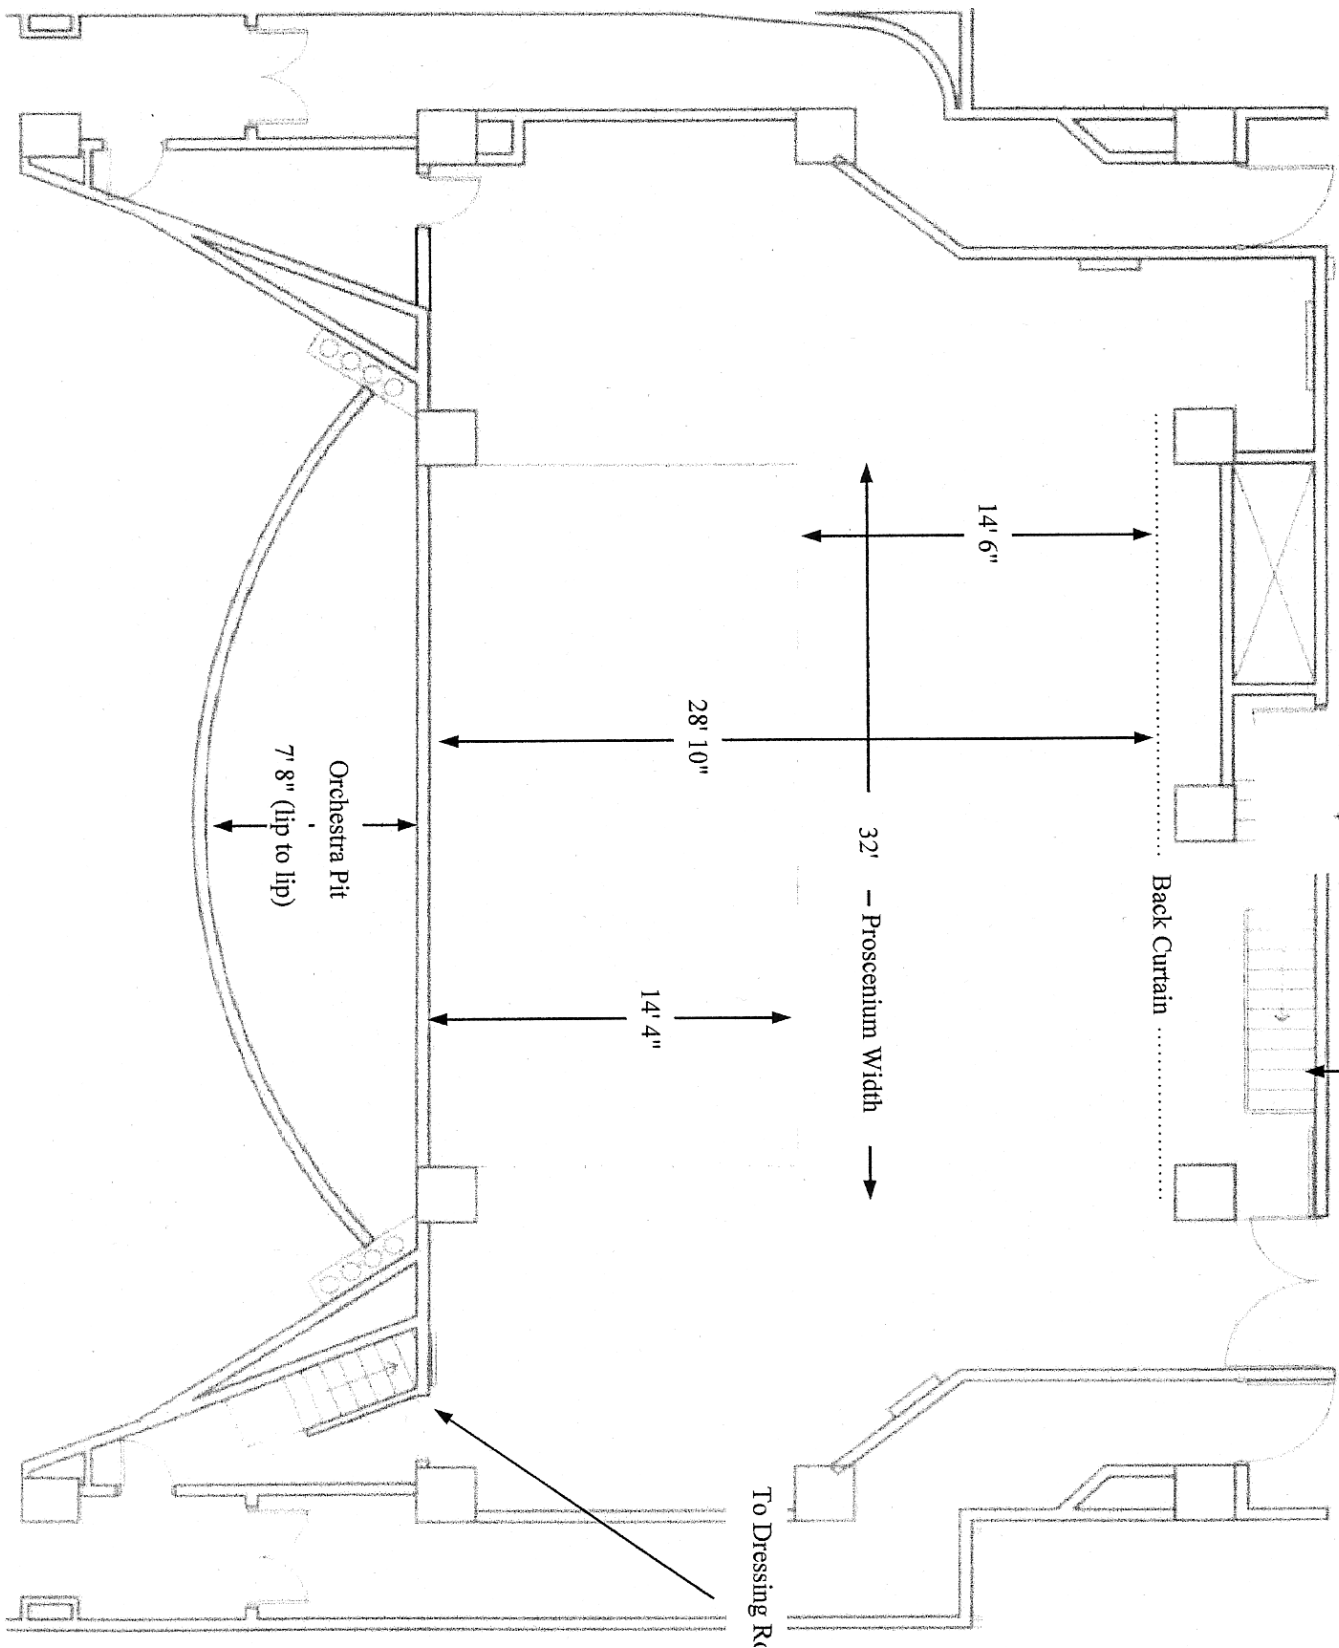 14' 6"
28' 10"
32' – Proscenium Width
Back Curtain
14' 4"
Orchestra Pit
7' 8" (lip to lip)
To Dressing